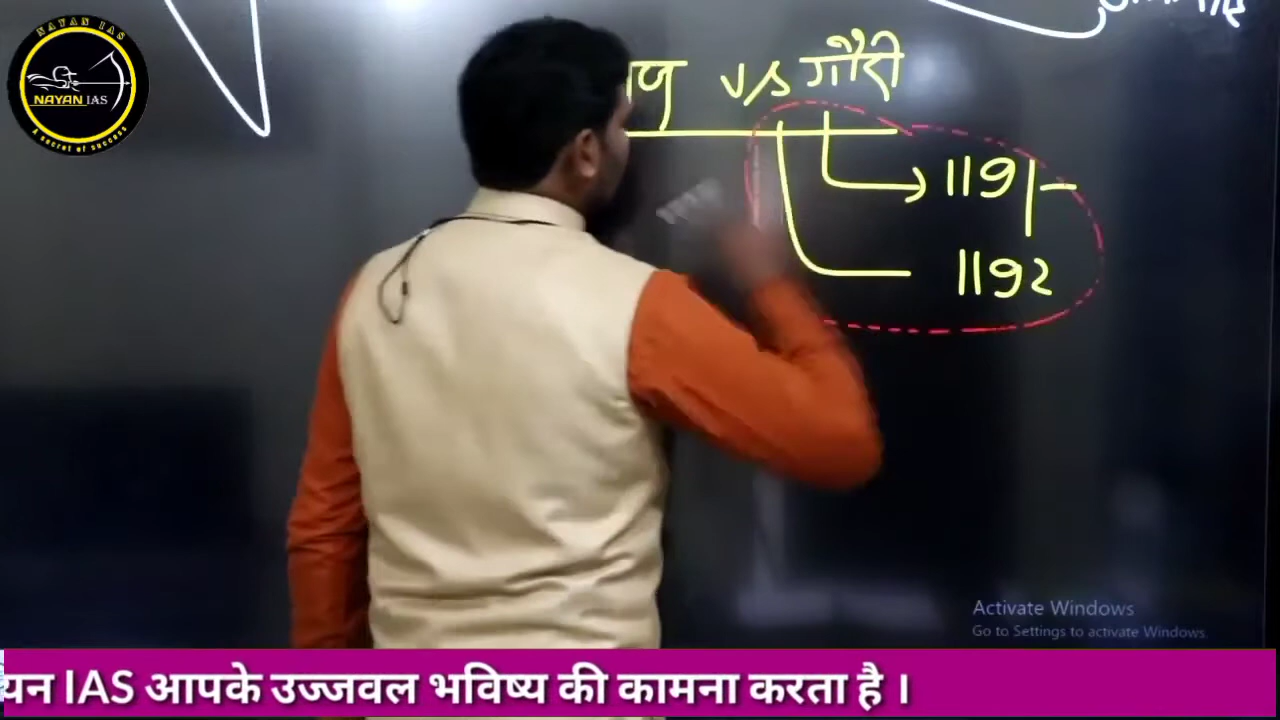 NAYAN IAS
NAYAN IAS
A secret of success
vs गौरी
1191
1192
Activate Windows
Go to Settings to activate Windows.
यन IAS आपके उज्जवल भविष्य की कामना करता है ।